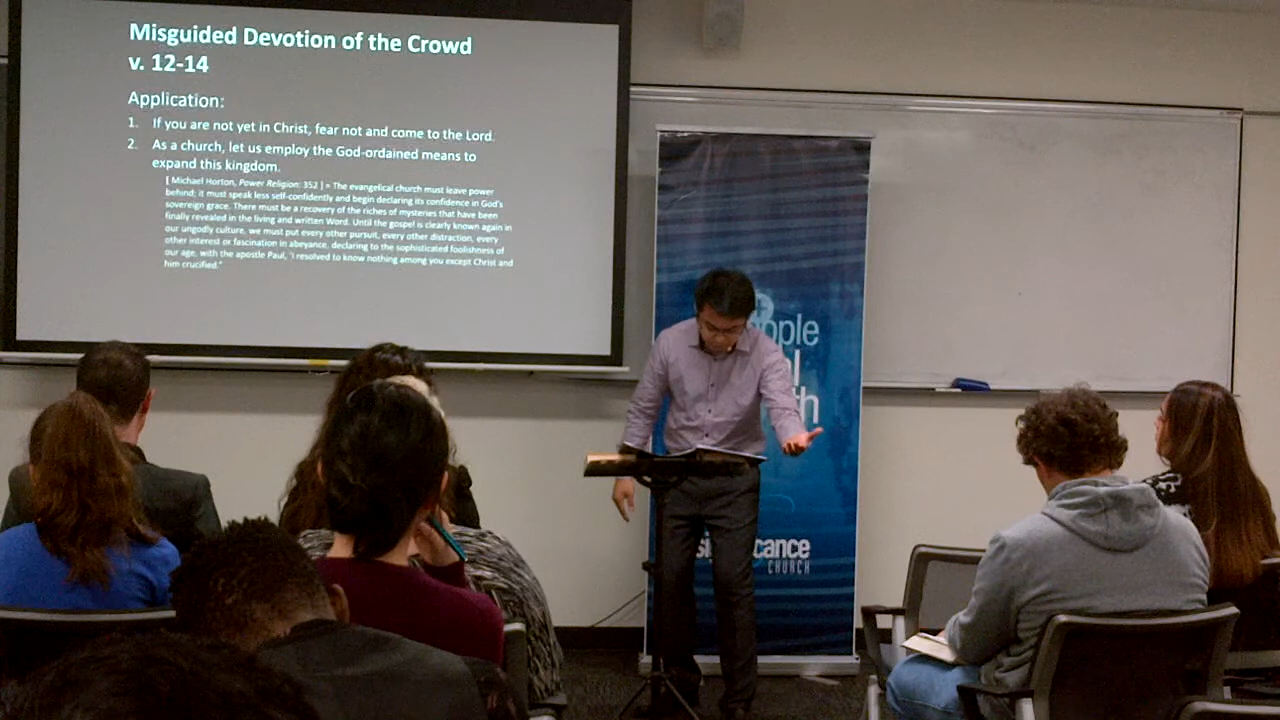 Misguided Devotion of the Crowd
v. 12-14
Application:
1. If you are not yet in Christ, fear not and come to the Lord.
2. As a church, let us employ the God-ordained means to
expand this kingdom.
[ Michael Horton, Power Religion: 352 ] = The evangelical church must leave power
behind; it must speak less self-confidently and begin declaring its confidence in God's
sovereign grace. There must be a recovery of the riches of mysteries that have been
finally revealed in the living and written Word. Until the gospel is clearly known again in
our ungodly culture, we must put every other pursuit, every other distraction, every
other interest or fascination in abeyance, declaring to the sophisticated foolishness of
our age, with the apostle Paul, 'I resolved to know nothing among you except Christ and
him crucified."
ople
l
th
sig icance
CHURCH